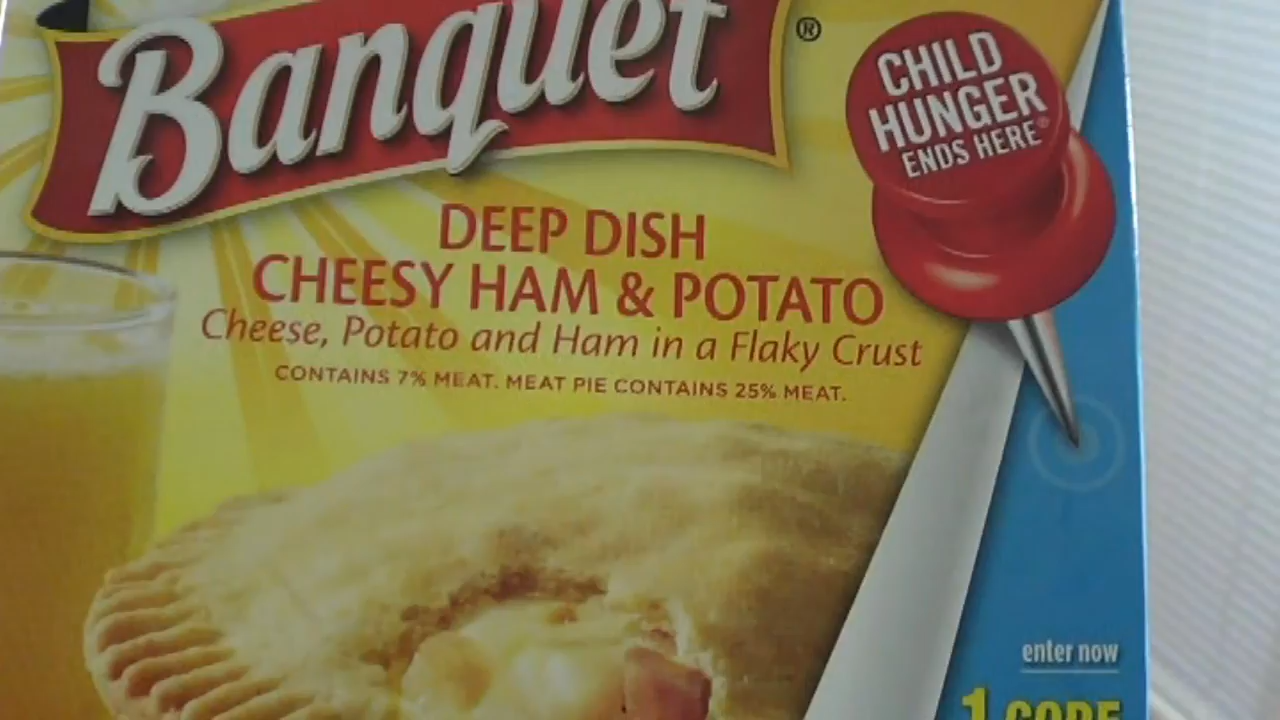 Banquet®
CHILD
HUNGER
ENDS HERE®
DEEP DISH
CHEESY HAM & POTATO
Cheese, Potato and Ham in a Flaky Crust
CONTAINS 7% MEAT. MEAT PIE CONTAINS 25% MEAT.
enter now
1 CODE